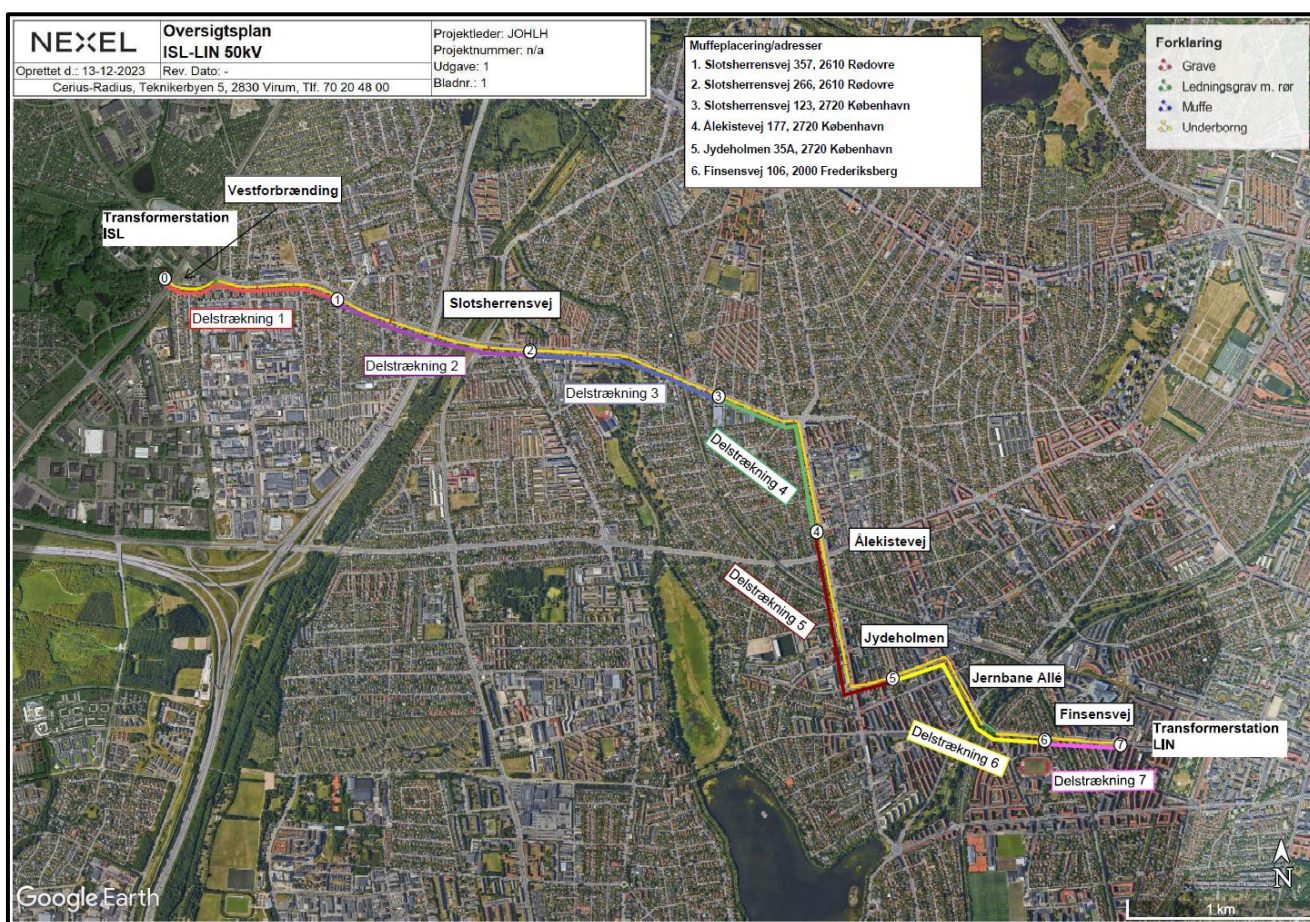 NEXEL
Oversigtsplan
ISL-LIN 50kV
Projektleder: JOHLH
Projektnummer: n/a
Udgave: 1
Bladnr.: 1
Oprettet d.: 13-12-2023
Rev. Dato: -
Cerius-Radius, Teknikerbyen 5, 2830 Virum, Tlf. 70 20 48 00
Muffeplacering/adresser
1. Slotsherrensvej 357, 2610 Rødovre
2. Slotsherrensvej 266, 2610 Rødovre
3. Slotsherrensvej 123, 2720 København
4. Ålekistevej 177, 2720 København
5. Jydeholmen 35A, 2720 København
6. Finsensvej 106, 2000 Frederiksberg
Forklaring
Grave
Ledningsgrav m. rør
Muffe
Underborng
Vestforbrænding
Transformerstation
ISL
0
1
Delstrækning 1
Slotsherrensvej
2
Delstrækning 2
Delstrækning 3
3
Delstrækning 4
4
Ålekistevej
Delstrækning 5
Jydeholmen
5
Jernbane Allé
Finsensvej
Transformerstation
LIN
6
7
Delstrækning 6
Delstrækning 7
N
Google Earth
1 km